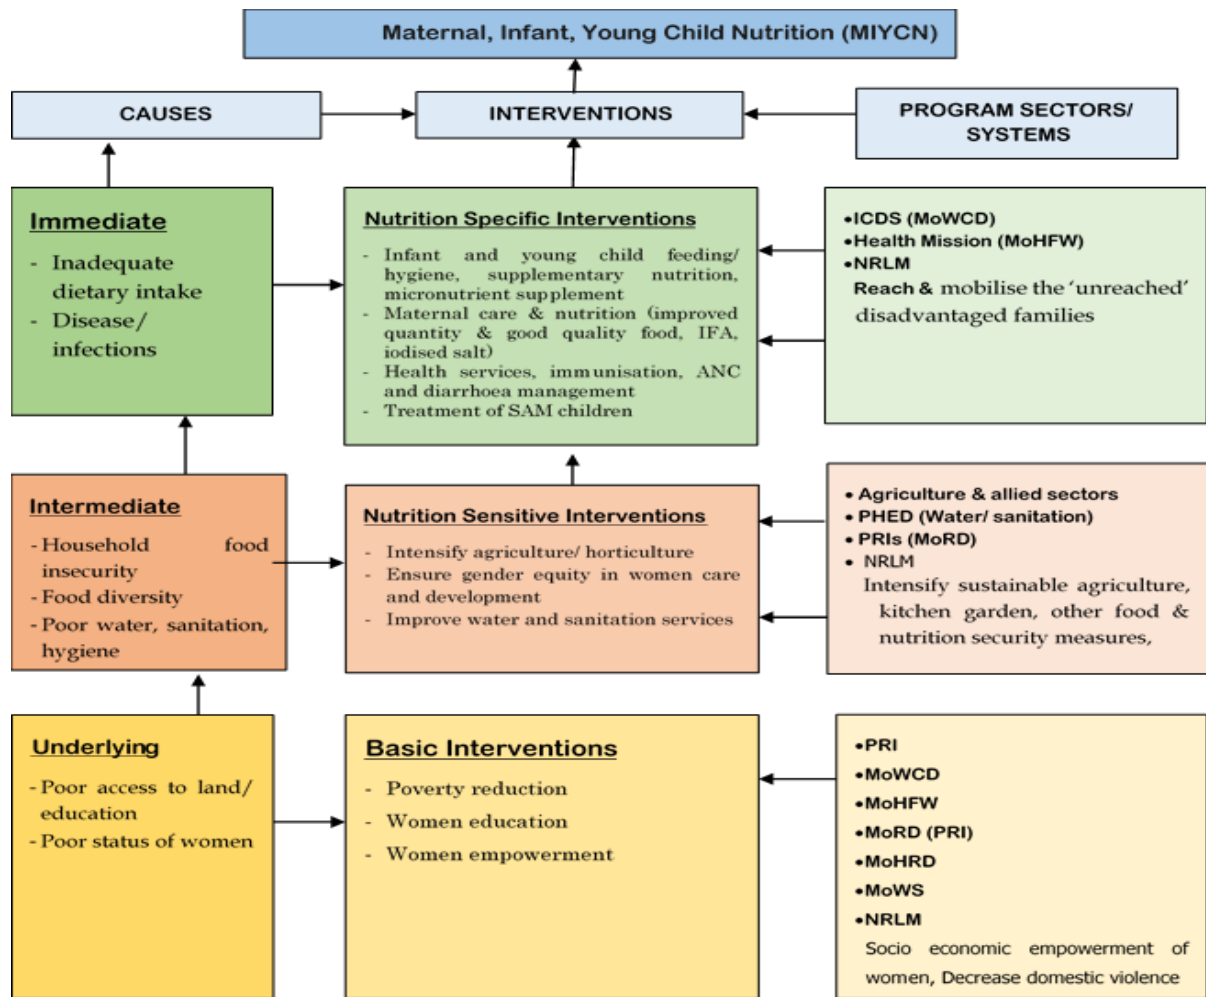 Maternal, Infant, Young Child Nutrition (MIYCN)
CAUSES
INTERVENTIONS
PROGRAM SECTORS/
SYSTEMS
Immediate
- Inadequate
dietary intake
- Disease/
infections
Nutrition Specific Interventions
- Infant and young child feeding/
hygiene, supplementary nutrition,
micronutrient supplement
- Maternal care & nutrition (improved
quantity & good quality food, IFA,
iodised salt)
- Health services, immunisation, ANC
and diarrhoea management
- Treatment of SAM children
•ICDS (MoWCD)
•Health Mission (MoHFW)
•NRLM
Reach & mobilise the ‘unreached’
disadvantaged families
Intermediate
- Household food
insecurity
- Food diversity
- Poor water, sanitation,
hygiene
Nutrition Sensitive Interventions
- Intensify agriculture/ horticulture
- Ensure gender equity in women care
and development
- Improve water and sanitation services
• Agriculture & allied sectors
• PHED (Water/ sanitation)
• PRIs (MoRD)
• NRLM
Intensify sustainable agriculture,
kitchen garden, other food &
nutrition security measures,
Underlying
- Poor access to land/
education
- Poor status of women
Basic Interventions
- Poverty reduction
- Women education
- Women empowerment
•PRI
•MoWCD
•MoHFW
•MoRD (PRI)
•MoHRD
•MoWS
•NRLM
Socio economic empowerment of
women, Decrease domestic violence